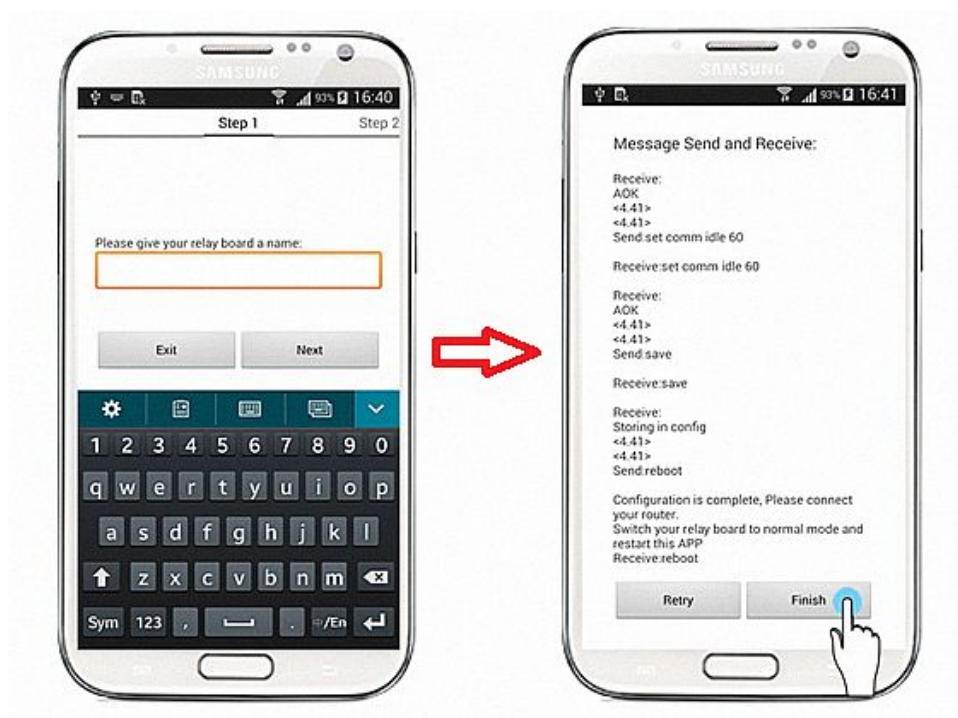 SAMSUNG
93% 16:40
Step 1 Step 2
Please give your relay board a name:
Exit Next
1 2 3 4 5 6 7 8 9 0
q w e r t y u i o p
a s d f g h j k l
z x c v b n m
Sym 123 , . /En
SAMSUNG
93% 16:41
Message Send and Receive:
Receive:
AOK
<4.41>
<4.41>
Send:set comm idle 60
Receive:set comm idle 60
Receive:
AOK
<4.41>
<4.41>
Send:save
Receive:save
Receive:
Storing in config
<4.41>
<4.41>
Send:reboot
Configuration is complete, Please connect
your router.
Switch your relay board to normal mode and
restart this APP
Receive:reboot
Retry Finish